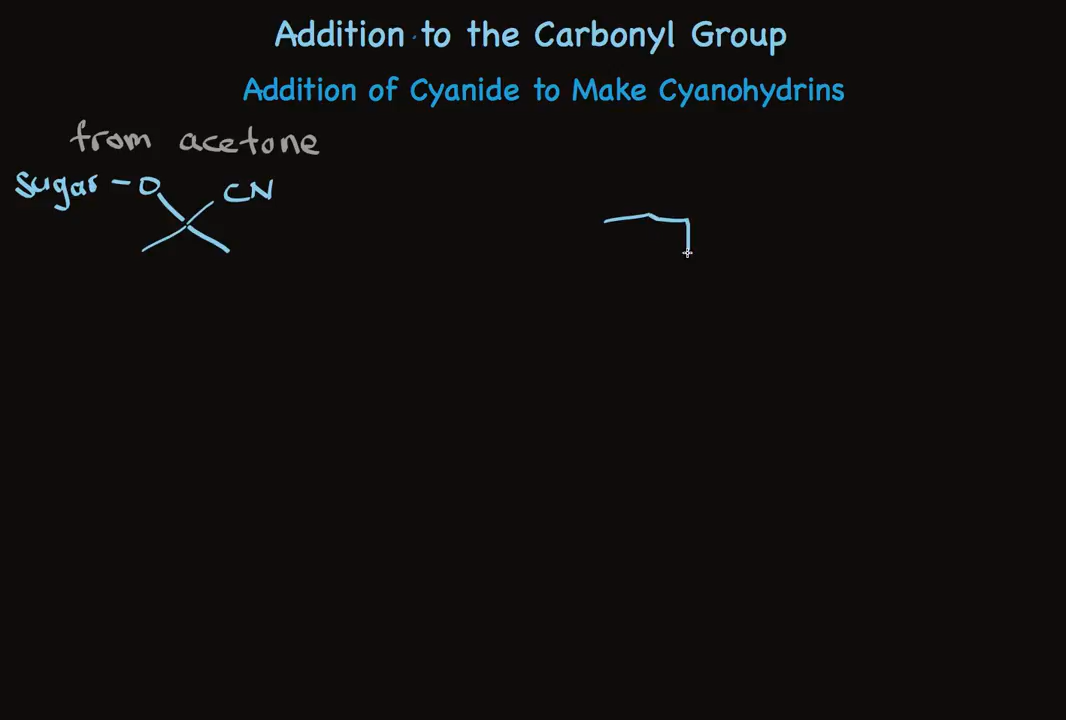 Addition to the Carbonyl Group
Addition of Cyanide to Make Cyanohydrins
from acetone
Sugar - O CN